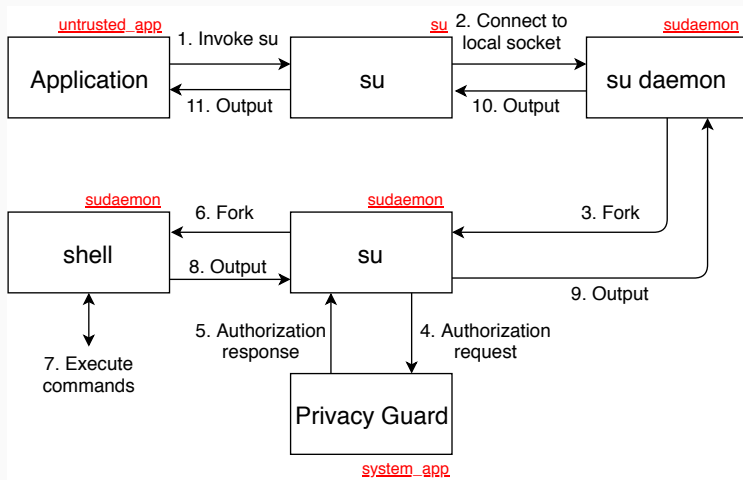 untrusted_app
su
sudaemon
1. Invoke su
2. Connect to
local socket
Application
su
su daemon
11. Output
10. Output
sudaemon
sudaemon
6. Fork
3. Fork
shell
su
8. Output
9. Output
5. Authorization
response
4. Authorization
request
7. Execute
commands
Privacy Guard
system_app